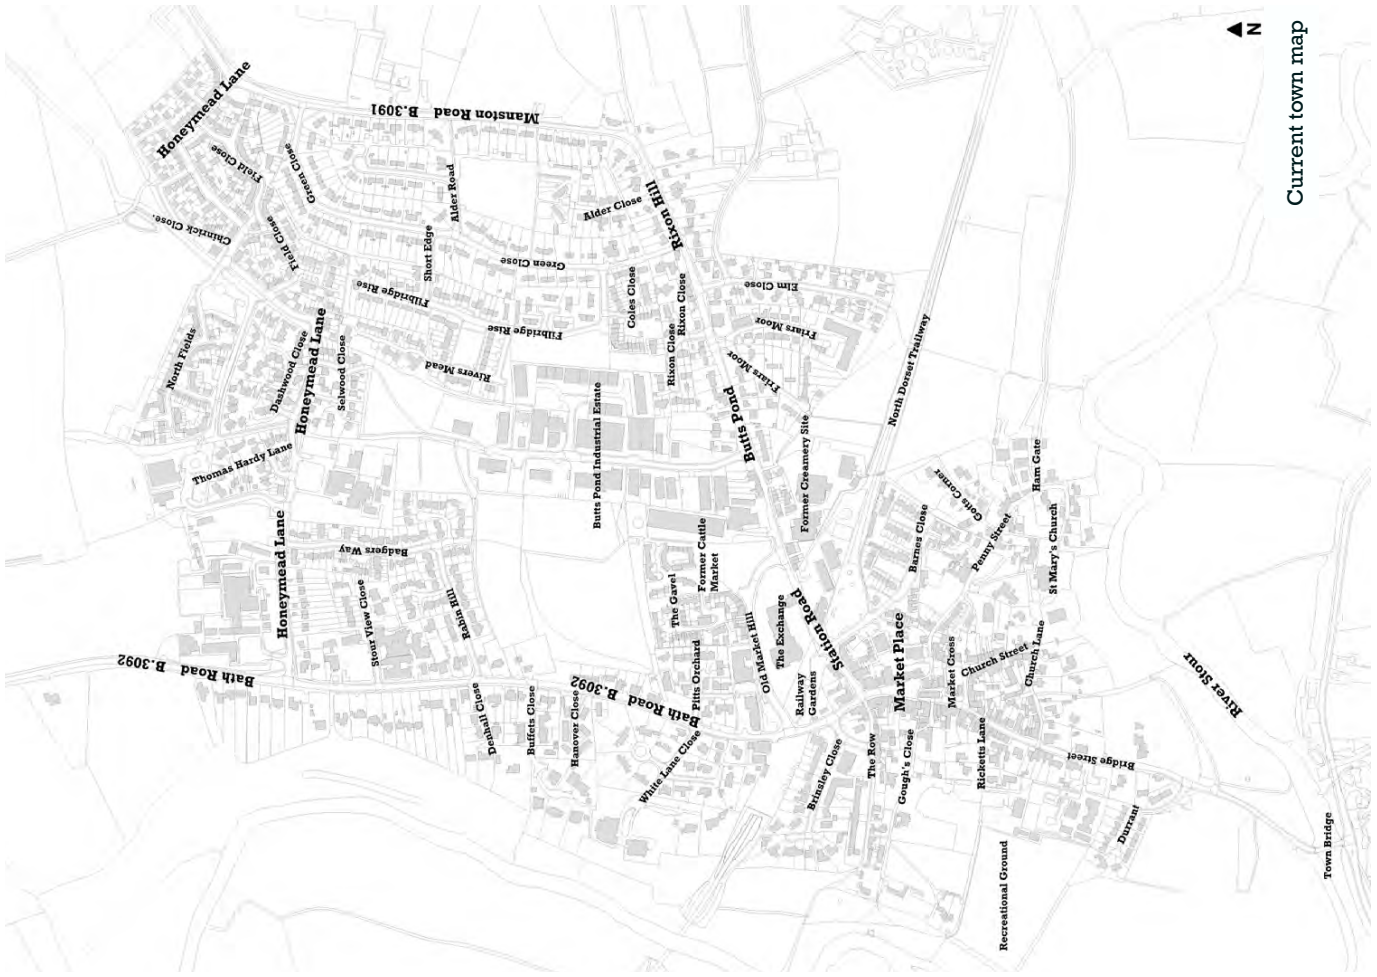 N
Current town map
Honeymead Lane
Manston Road B.3091
Field Close
Green Close
Chinrick Close.
Field Close
Alder Road
Alder Close
Rixon Hill
Short Edge
Green Close
Filbridge Rise
Filbridge Rise
Coles Close
Rixon Close
Rixon Close
Elm Close
Friars Moor
Friars Moor
North Fields
Dashwood Close
Honeymead Lane
Selwood Close
Rivers Mead
Butts Pond Industrial Estate
Butts Pond
North Dorset Trailway
Thomas Hardy Lane
Former Creamery Site
Gotts Corner
Ham Gate
Honeymead Lane
Badgers Way
Stour View Close
Rabin Hill
The Gavel
Former Cattle
Market
Barnes Close
Penny Street
St Mary's Church
Old Market Hill
The Exchange
Station Road
Market Place
Market Cross
Church Street
Church Lane
Bath Road B.3092
Bath Road B.3092
Pitts Orchard
Railway
Gardens
Denhall Close
Buffets Close
Hanover Close
White Lane Close
Brinsley Close
The Row
Gough's Close
Ricketts Lane
Bridge Street
River Stour
Durrant
Recreational Ground
Town Bridge